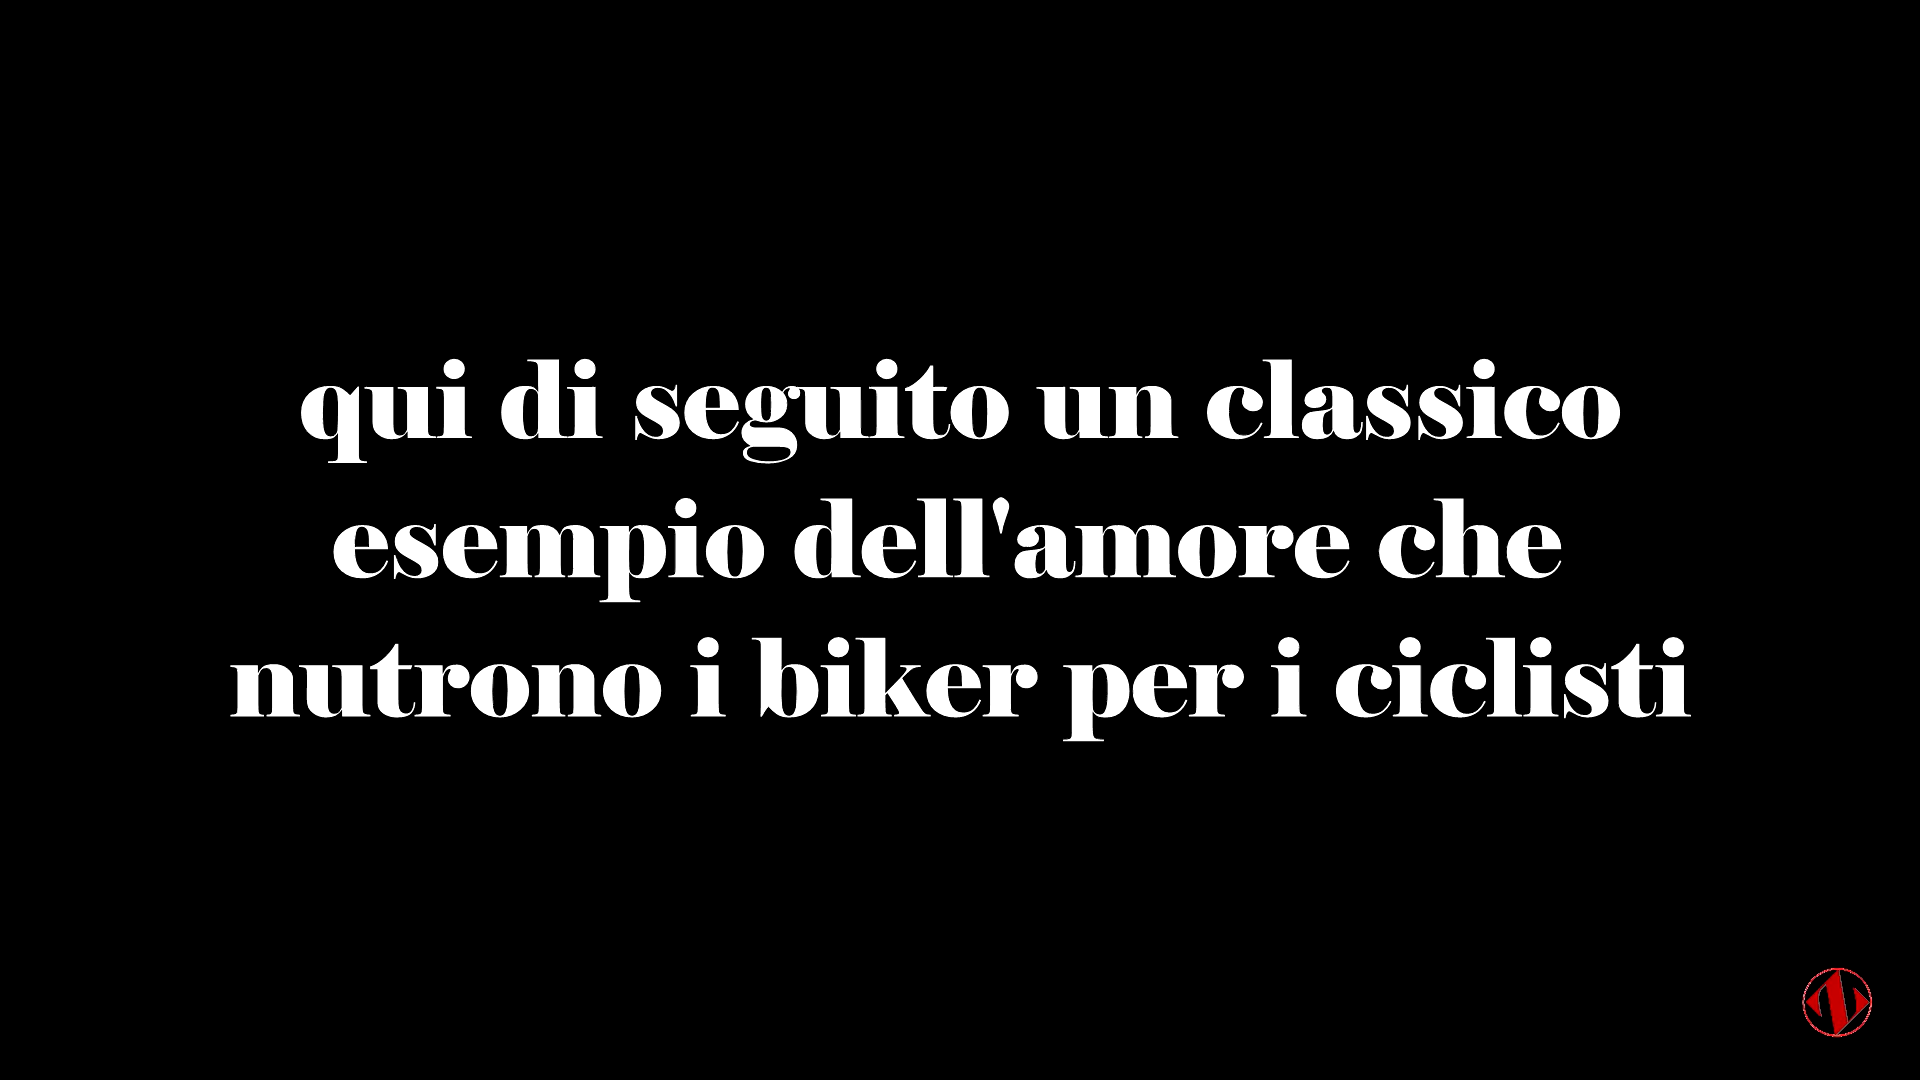 qui di seguito un classico
esempio dell'amore che
nutrono i biker per i ciclisti